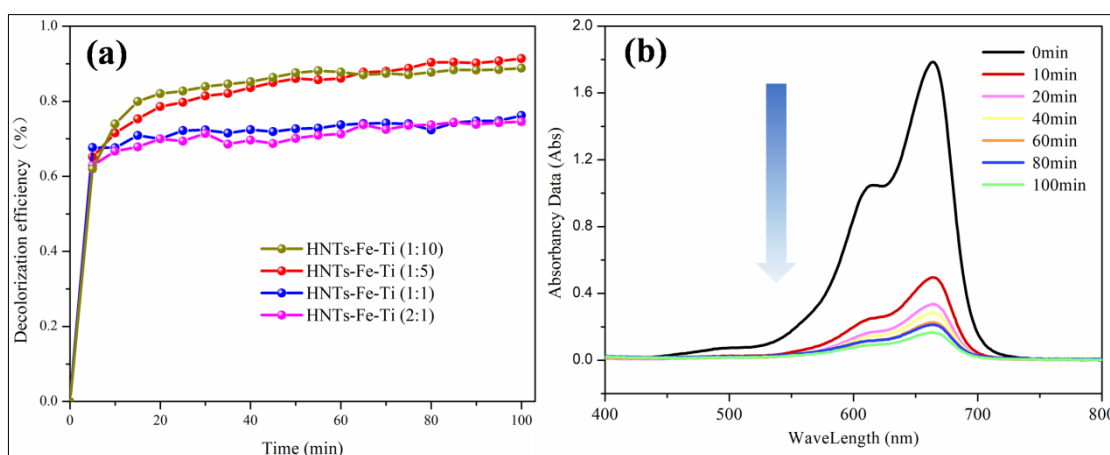 (a)
Decolorization efficiency (%)
1.0
0.8
0.6
0.4
0.2
0.0
HNTs-Fe-Ti (1:10)
HNTs-Fe-Ti (1:5)
HNTs-Fe-Ti (1:1)
HNTs-Fe-Ti (2:1)
0 20 40 60 80 100
Time (min)
(b)
Absorbancy Data (Abs)
2.0
1.6
1.2
0.8
0.4
0.0
0min
10min
20min
40min
60min
80min
100min
400 500 600 700 800
WaveLength (nm)